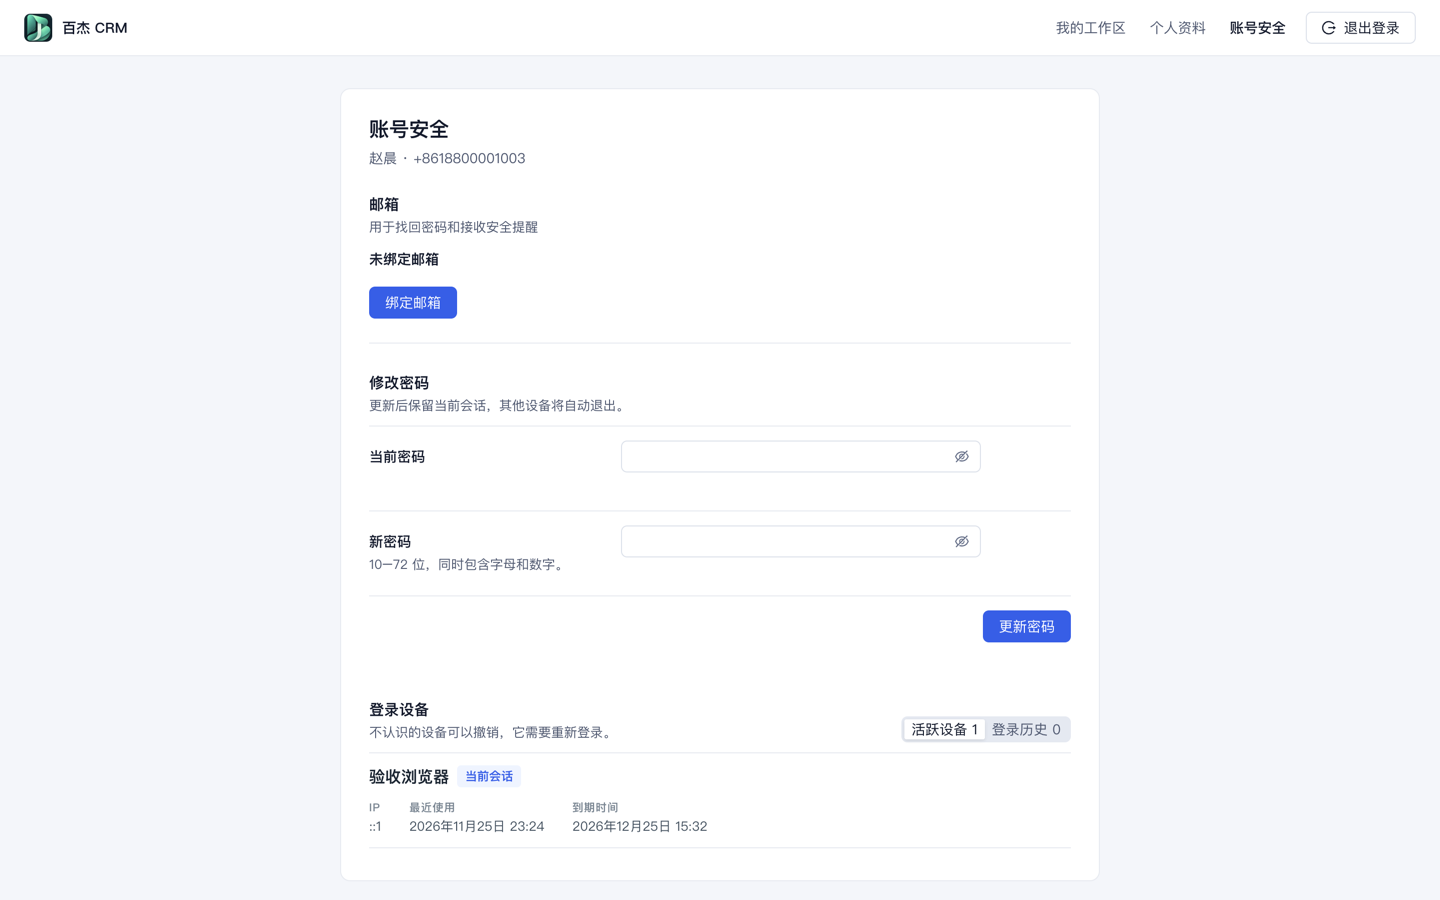 百杰 CRM
我的工作区
个人资料
账号安全
退出登录
账号安全
赵晨 · +8618800001003
邮箱
用于找回密码和接收安全提醒
未绑定邮箱
绑定邮箱
修改密码
更新后保留当前会话，其他设备将自动退出。
当前密码
新密码
10–72 位，同时包含字母和数字。
更新密码
登录设备
不认识的设备可以撤销，它需要重新登录。
活跃设备 1 登录历史 0
验收浏览器 当前会话
IP 最近使用 到期时间
::1 2026年11月25日 23:24 2026年12月25日 15:32